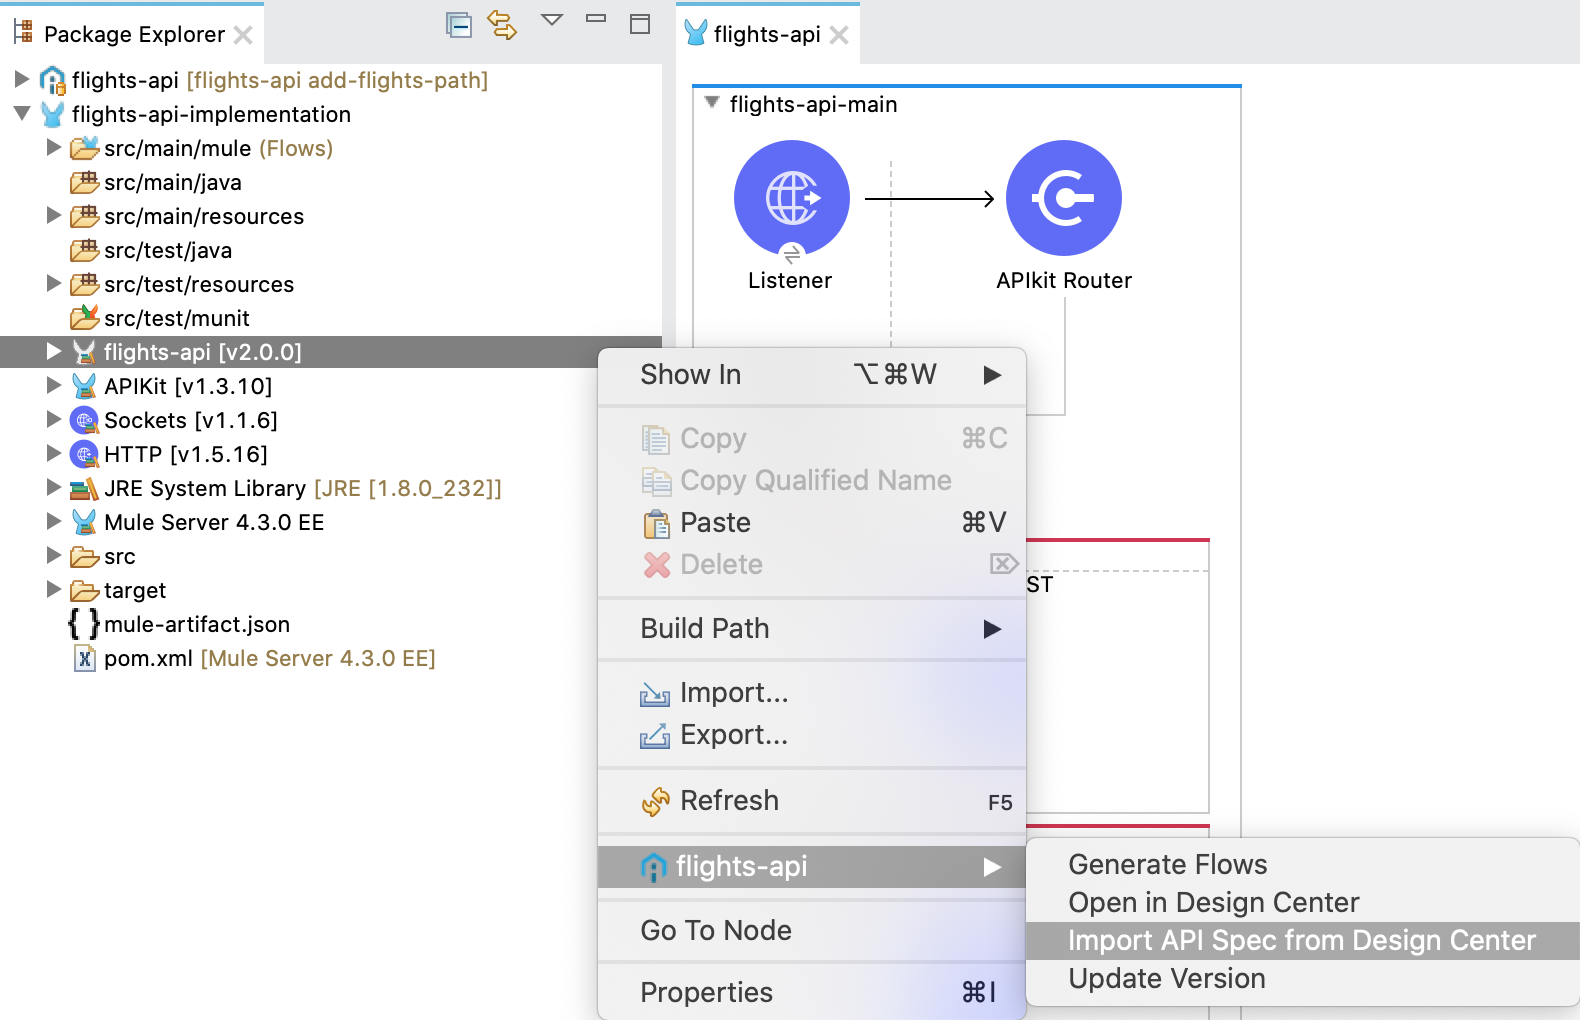 Package Explorer
flights-api [flights-api add-flights-path]
flights-api-implementation
src/main/mule (Flows)
src/main/java
src/main/resources
src/test/java
src/test/resources
src/test/munit
flights-api [v2.0.0]
APIKit [v1.3.10]
Sockets [v1.1.6]
HTTP [v1.5.16]
JRE System Library [JRE [1.8.0_232]]
Mule Server 4.3.0 EE
src
target
mule-artifact.json
pom.xml [Mule Server 4.3.0 EE]
flights-api
flights-api-main
Listener
APIkit Router
ST
Show In ⌥⌘W
Copy ⌘C
Copy Qualified Name
Paste ⌘V
Delete ⌦
Build Path
Import...
Export...
Refresh F5
flights-api
Go To Node
Properties ⌘I
Generate Flows
Open in Design Center
Import API Spec from Design Center
Update Version